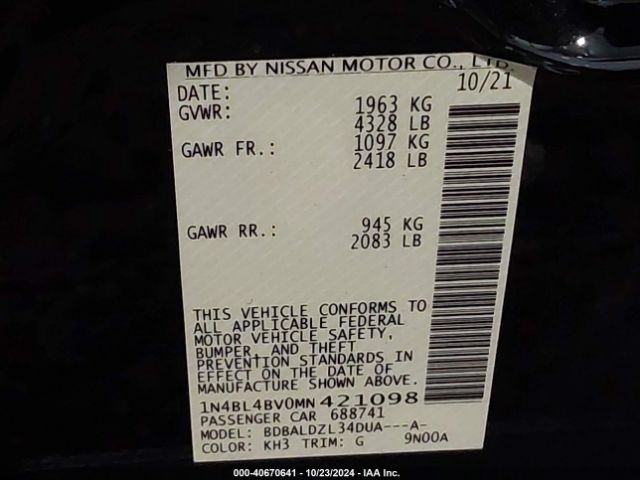 MFD BY NISSAN MOTOR CO., LTD.
DATE: 10/21
GVWR: 1963 KG
4328 LB
GAWR FR.: 1097 KG
2418 LB
GAWR RR.: 945 KG
2083 LB
THIS VEHICLE CONFORMS TO
ALL APPLICABLE FEDERAL
MOTOR VEHICLE SAFETY,
BUMPER, AND THEFT
PREVENTION STANDARDS IN
EFFECT ON THE DATE OF
MANUFACTURE SHOWN ABOVE.
1N4BL4BV0MN421098
PASSENGER CAR 688741
MODEL: BDBALDZL34DUA---A-
COLOR: KH3 TRIM: G 9N00A
000-40670641 - 10/23/2024 - IAA Inc.